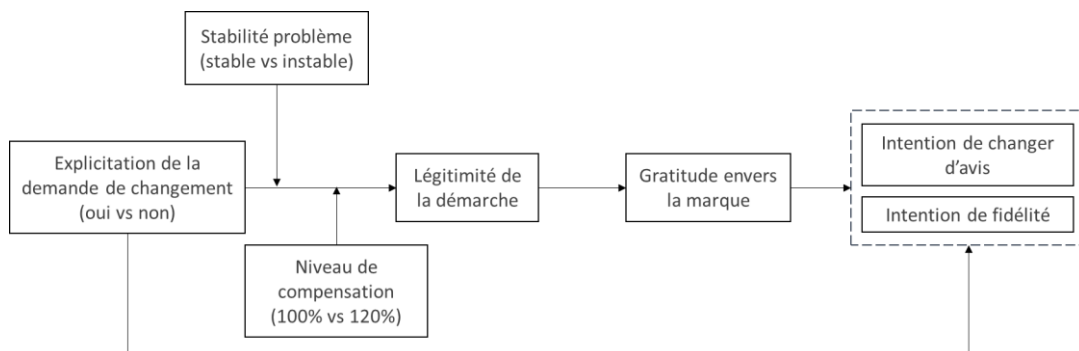 Stabilité problème
(stable vs instable)
Explicitation de la
demande de changement
(oui vs non)
Légitimité de
la démarche
Gratitude envers
la marque
Intention de changer
d'avis
Intention de fidélité
Niveau de
compensation
(100% vs 120%)